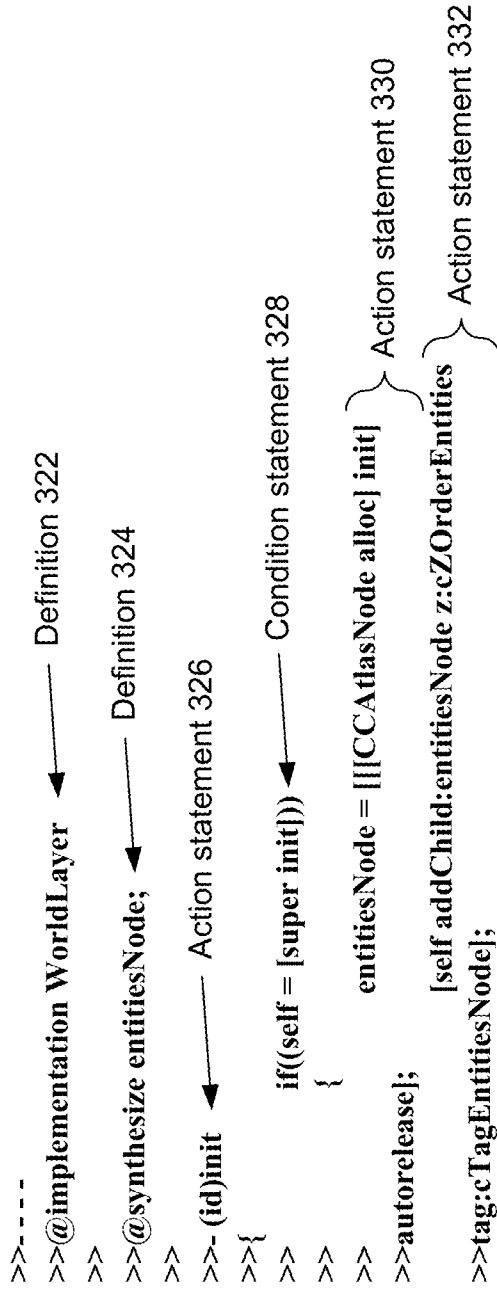 >>- - - -
>>@implementation WorldLayer Definition 322
>>
>>@synthesize entitiesNode; Definition 324
>>
>>- (id)init Action statement 326
>>{
>> if((self = [super init])) Condition statement 328
>> {
>> entitiesNode = [[[CCAtlasNode alloc] init] Action statement 330
>>autorelease];
[self addChild:entitiesNode z:cZOrderEntities Action statement 332
>>tag:cTagEntitiesNode];